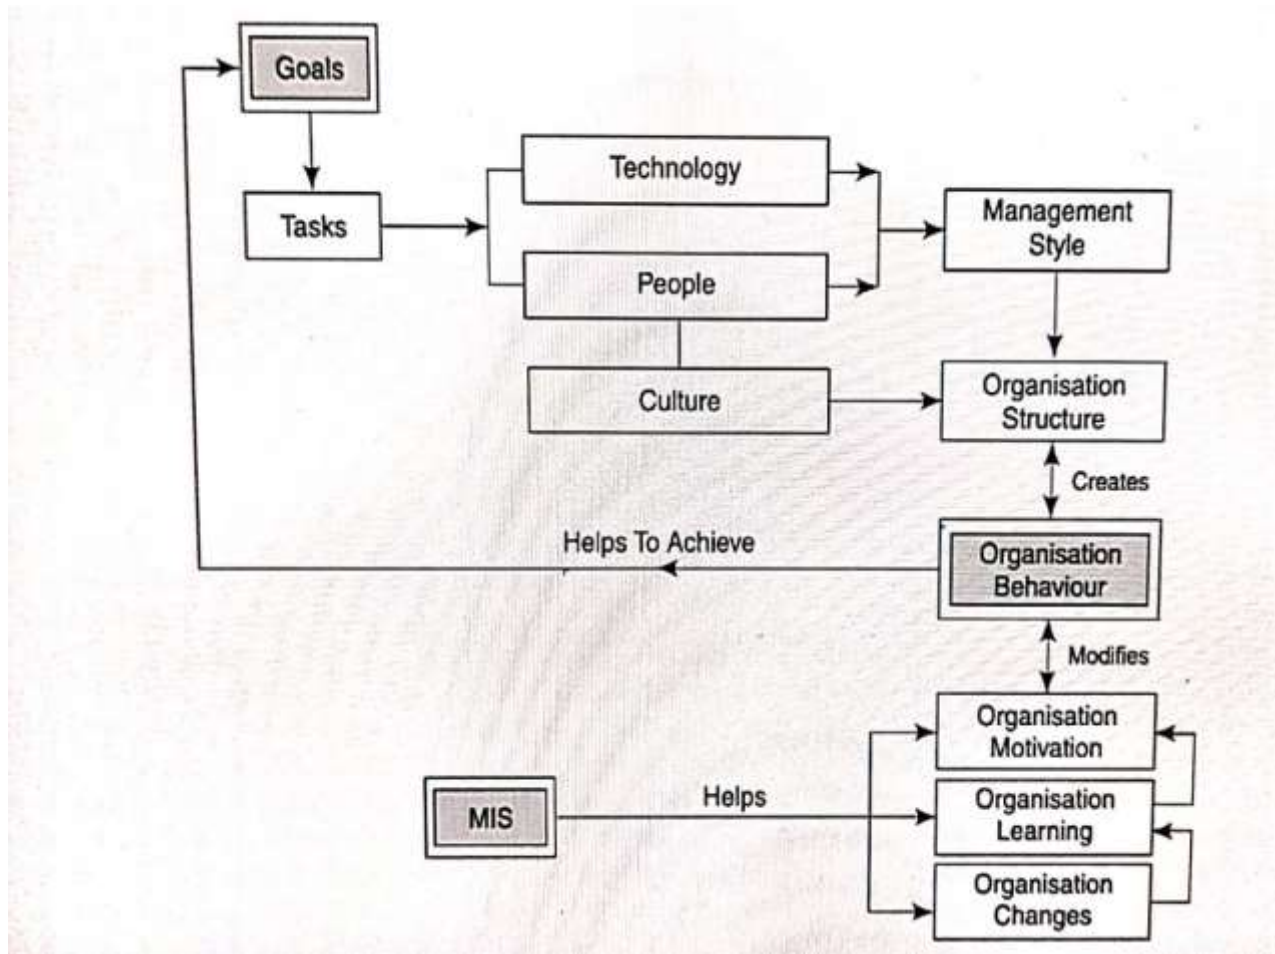 Goals
Technology
Tasks
Management
Style
People
Culture
Organisation
Structure
Creates
Helps To Achieve
Organisation
Behaviour
Modifies
Organisation
Motivation
MIS
Helps
Organisation
Learning
Organisation
Changes